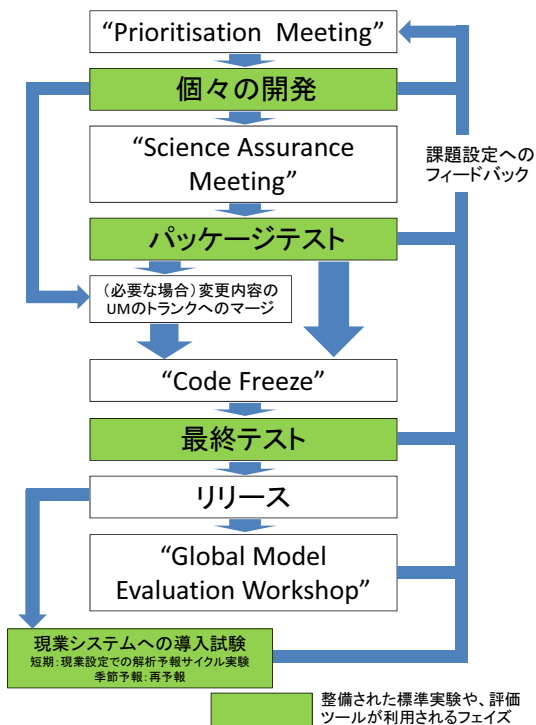 “Prioritisation Meeting”
個々の開発
“Science Assurance
Meeting”
課題設定への
フィードバック
パッケージテスト
（必要な場合）変更内容の
UMのトランクへのマージ
“Code Freeze”
最終テスト
リリース
“Global Model
Evaluation Workshop”
現業システムへの導入試験
短期：現業設定での解析予報サイクル実験
季節予報：再予報
整備された標準実験や、評価
ツールが利用されるフェイズ